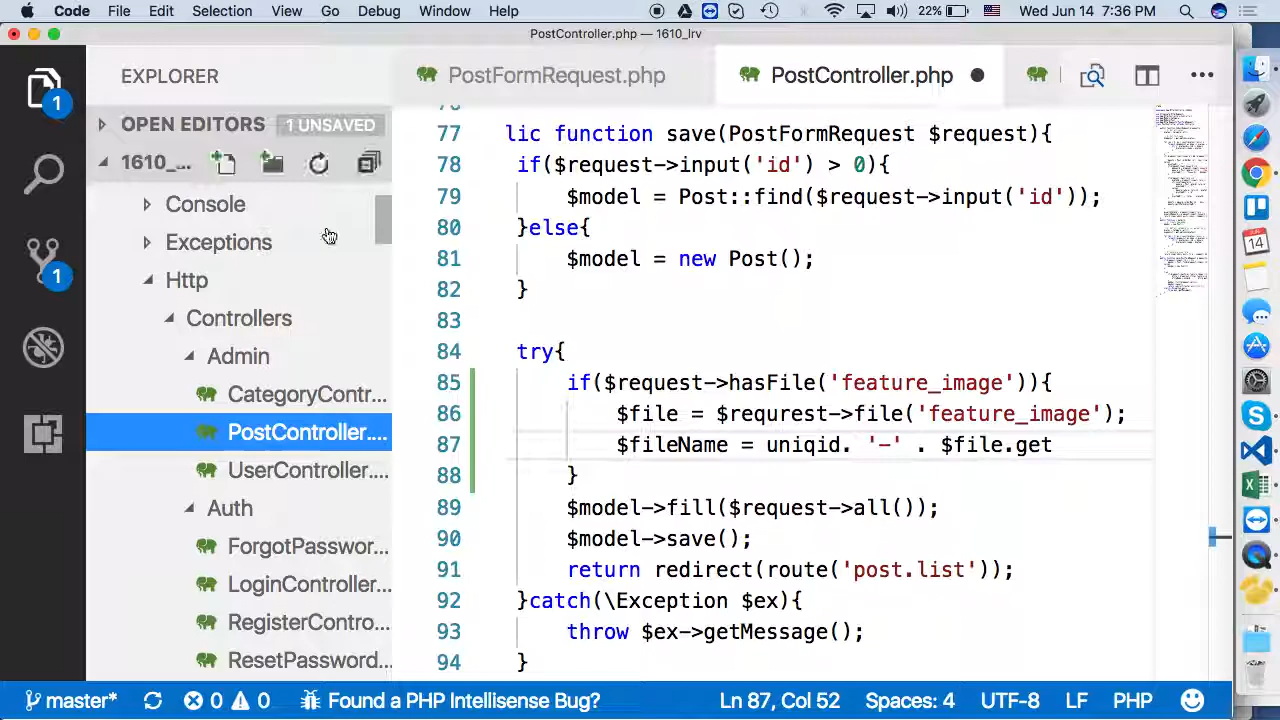 Code File Edit Selection View Go Debug Window Help 22% Wed Jun 14 7:36 PM
PostController.php — 1610_lrv
EXPLORER
PostFormRequest.php
PostController.php
OPEN EDITORS 1 UNSAVED
1610_...
Console
Exceptions
Http
Controllers
Admin
CategoryContr...
PostController....
UserController....
Auth
ForgotPasswor...
LoginController...
RegisterContro...
ResetPassword...
1
1
77 lic function save(PostFormRequest $request){
78 if($request->input('id') > 0){
79 $model = Post::find($request->input('id'));
80 }else{
81 $model = new Post();
82 }
83
84 try{
85 if($request->hasFile('feature_image')){
86 $file = $requrest->file('feature_image');
87 $fileName = uniqid. '-' . $file.get
88 }
89 $model->fill($request->all());
90 $model->save();
91 return redirect(route('post.list'));
92 }catch(\Exception $ex){
93 throw $ex->getMessage();
94 }
14
master* 0 0 Found a PHP Intellisense Bug? Ln 87, Col 52 Spaces: 4 UTF-8 LF PHP